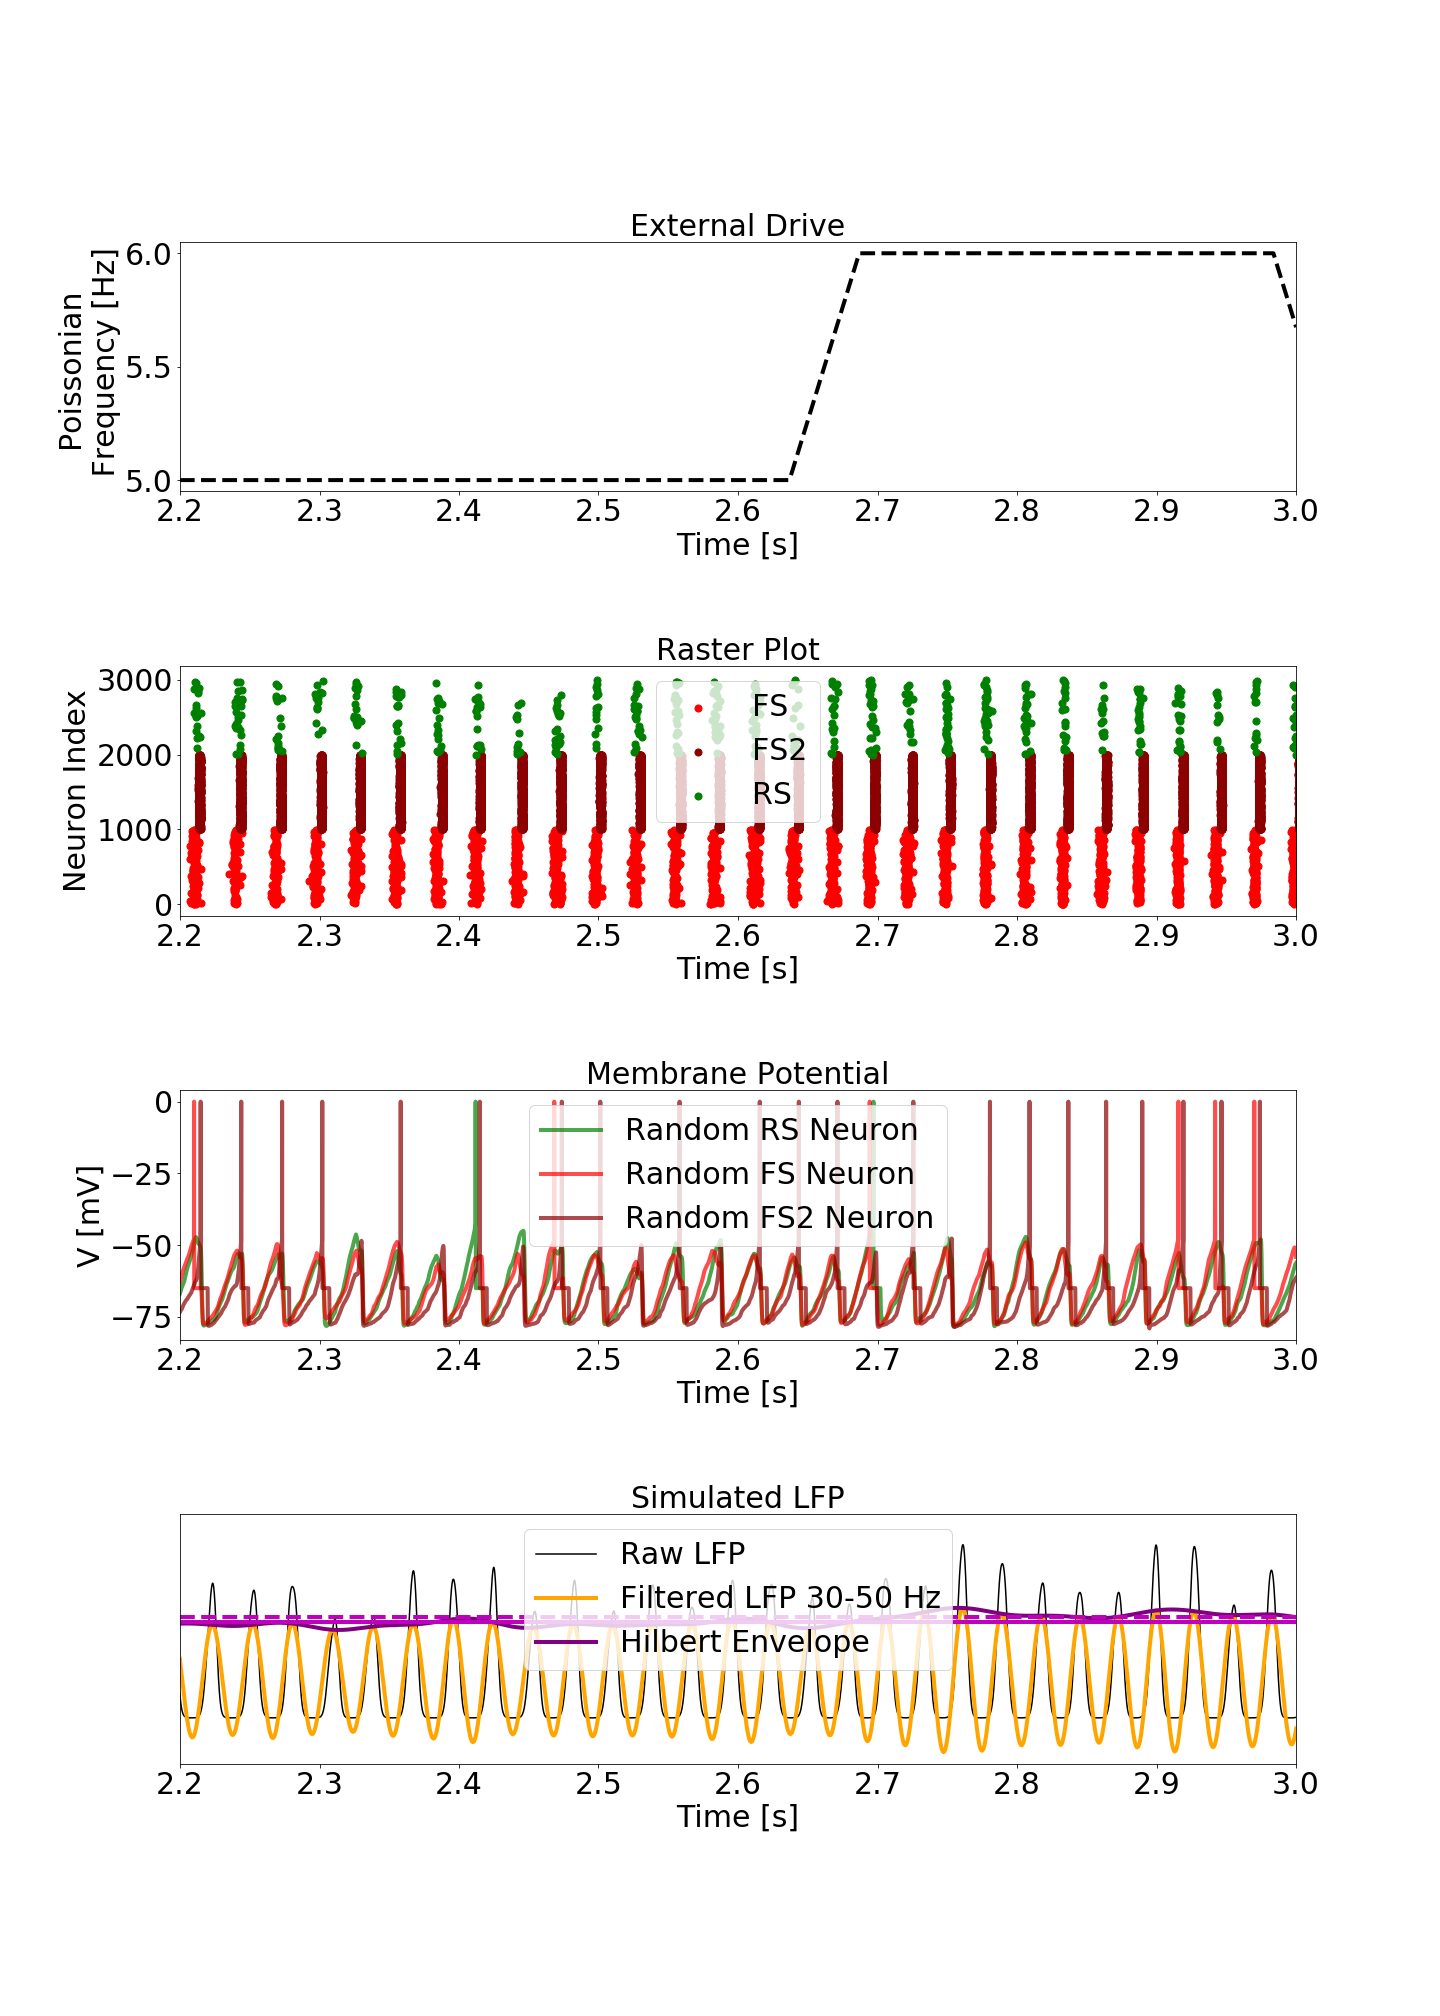 External Drive
Poissonian
Frequency [Hz]
6.0
5.5
5.0
2.2 2.3 2.4 2.5 2.6 2.7 2.8 2.9 3.0
Time [s]
Raster Plot
Neuron Index
3000
2000
1000
0
FS
FS2
RS
2.2 2.3 2.4 2.5 2.6 2.7 2.8 2.9 3.0
Time [s]
Membrane Potential
V [mV]
0
−25
−50
−75
Random RS Neuron
Random FS Neuron
Random FS2 Neuron
2.2 2.3 2.4 2.5 2.6 2.7 2.8 2.9 3.0
Time [s]
Simulated LFP
Raw LFP
Filtered LFP 30-50 Hz
Hilbert Envelope
2.2 2.3 2.4 2.5 2.6 2.7 2.8 2.9 3.0
Time [s]